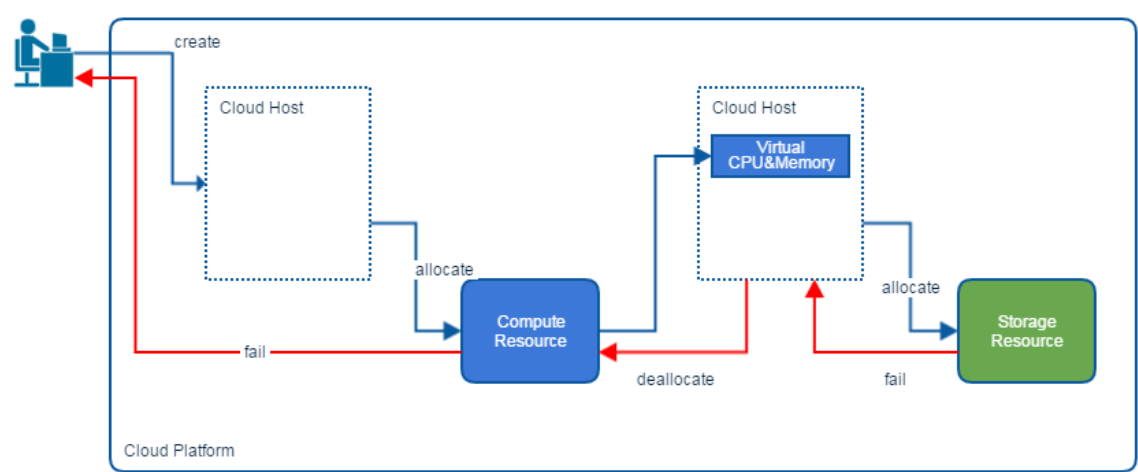 create
Cloud Host
Cloud Host
Virtual
CPU&Memory
allocate
allocate
Compute
Resource
Storage
Resource
fail
deallocate
fail
Cloud Platform